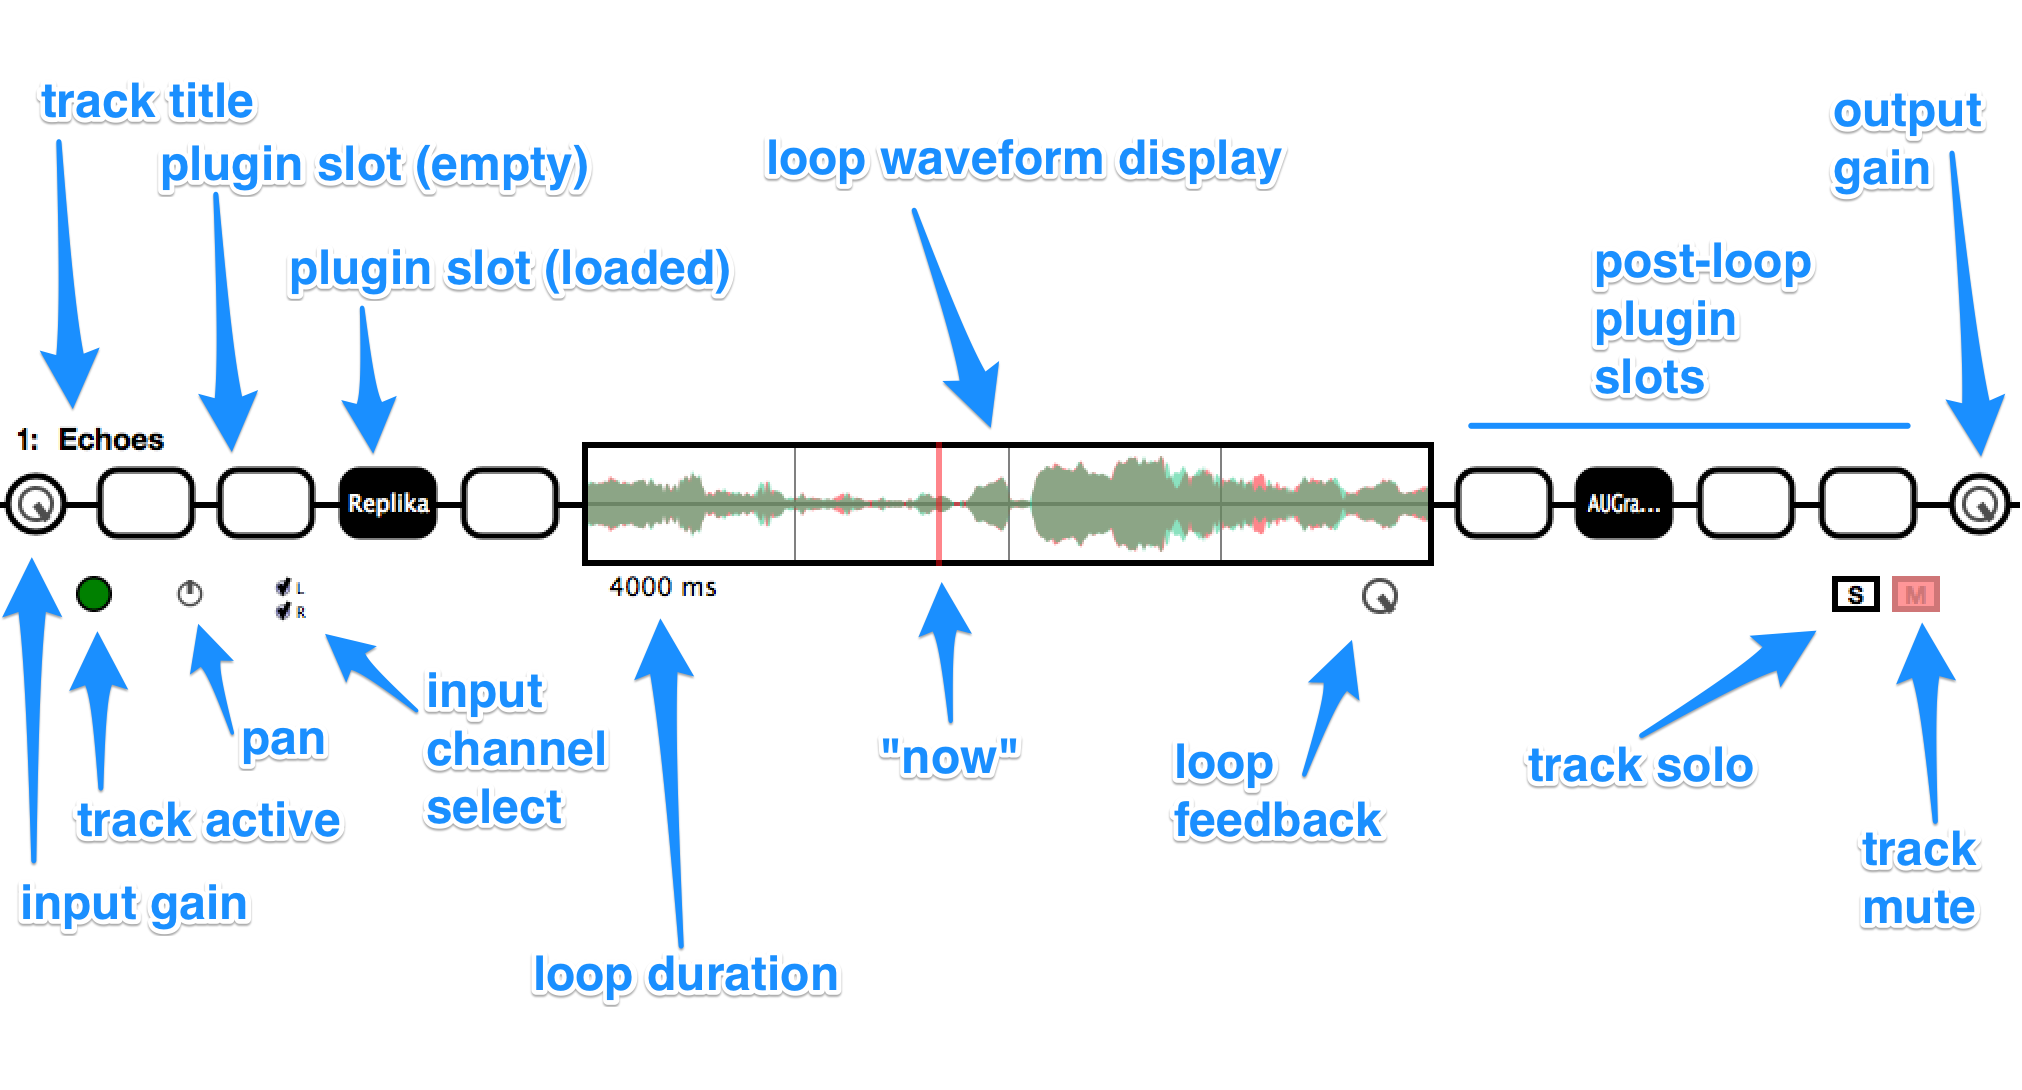 track title
plugin slot (empty)
plugin slot (loaded)
loop waveform display
output
gain
post-loop
plugin
slots
1: Echoes
Replika
AUGra...
4000 ms
L
R
S
M
input
channel
select
pan
track active
input gain
loop duration
"now"
loop
feedback
track solo
track
mute